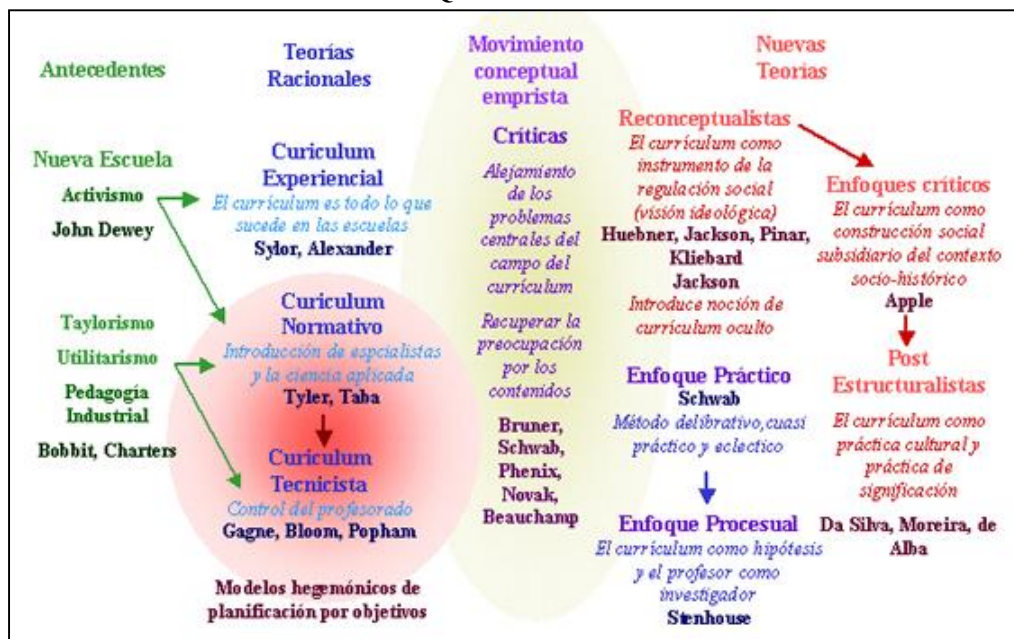 Antecedentes
Nueva Escuela
Activismo
John Dewey
Taylorismo
Utilitarismo
Pedagogía
Industrial
Bobbit, Charters
Teorías
Racionales
Curiculum
Experiencial
El currículum es todo lo que
sucede en las escuelas
Sylor, Alexander
Curiculum
Normativo
Introducción de espcialistas
y la ciencia aplicada
Tyler, Taba
Curiculum
Tecnicista
Control del profesorado
Gagne, Bloom, Popham
Modelos hegemónicos de
planificación por objetivos
Movimiento
conceptual
emprista
Críticas
Alejamiento
de los
problemas
centrales del
campo del
currículum
Recuperar la
preocupación
por los
contenidos
Bruner,
Schwab,
Phenix,
Novak,
Beauchamp
Nuevas
Teorías
Reconceptualistas
El currículum como
instrumento de la
regulación social
(visión ideológica)
Huebner, Jackson, Pinar,
Kliebard
Jackson
Introduce noción de
currículum oculto
Enfoque Práctico
Schwab
Método delibrativo,cuasi
práctico y eclectico
Enfoque Procesual
El currículum como hipótesis
y el profesor como
investigador
Stenhouse
Enfoques críticos
El currículum como
construcción social
subsidiario del contexto
socio-histórico
Apple
Post
Estructuralistas
El currículum como
práctica cultural y
práctica de
significación
Da Silva, Moreira, de
Alba